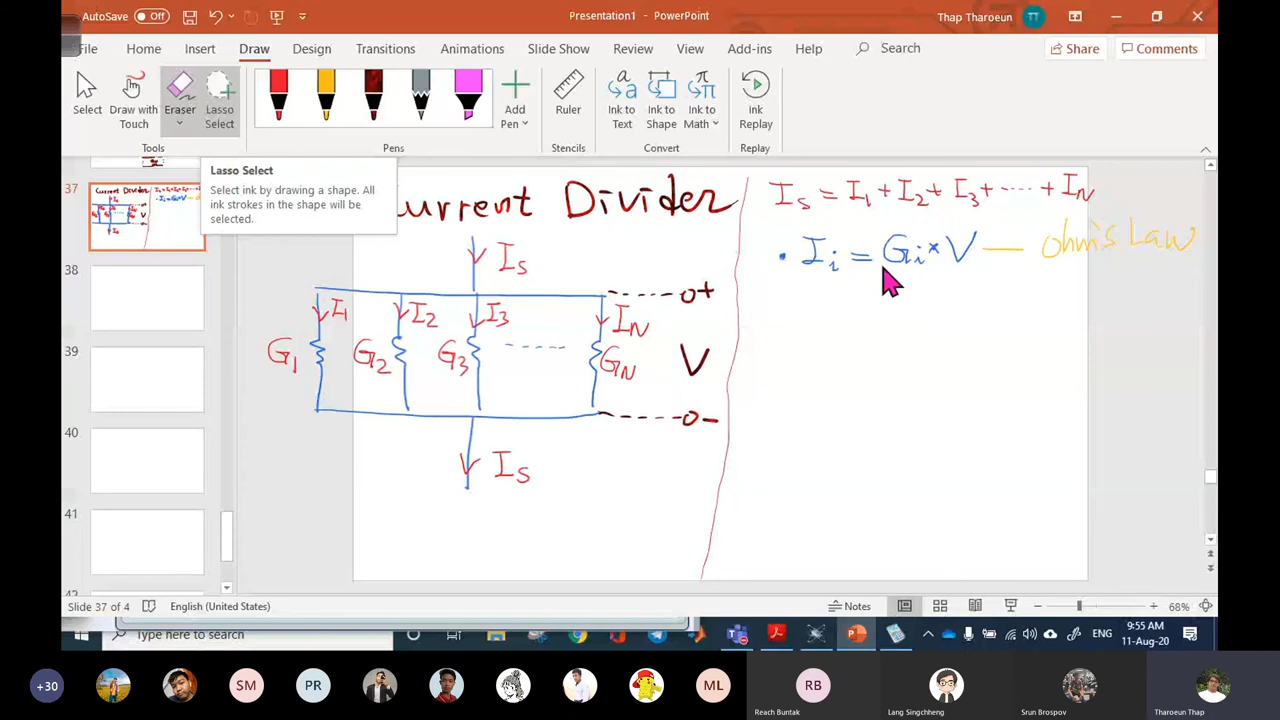 AutoSave Off
Presentation1 - PowerPoint
Thap Tharoeun TT
File Home Insert Draw Design Transitions Animations Slide Show Review View Add-ins Help Search Share Comments
Select
Draw with Touch
Eraser
Lasso Select
Add Pen
Ruler
Ink to Text
Ink to Shape
Ink to Math
Ink Replay
Tools
Pens
Stencils
Convert
Replay
Lasso Select
Select ink by drawing a shape. All
ink strokes in the shape will be
selected.
37
38
39
40
41
urrent Divider
Is
I1 I2 I3 IN
G1 G2 G3 ----- GN
o+
V
o-
Is
Is = I1 + I2 + I3 + ---- + IN
· Ii = Gi * V — ohm's Law
Slide 37 of 4
English (United States)
Notes
68%
Type here to search
ENG
9:55 AM
11-Aug-20
+30
SM
PR
ML
RB
Reach Buntak
Lang Singchheng
Srun Brospov
Tharoeun Thap